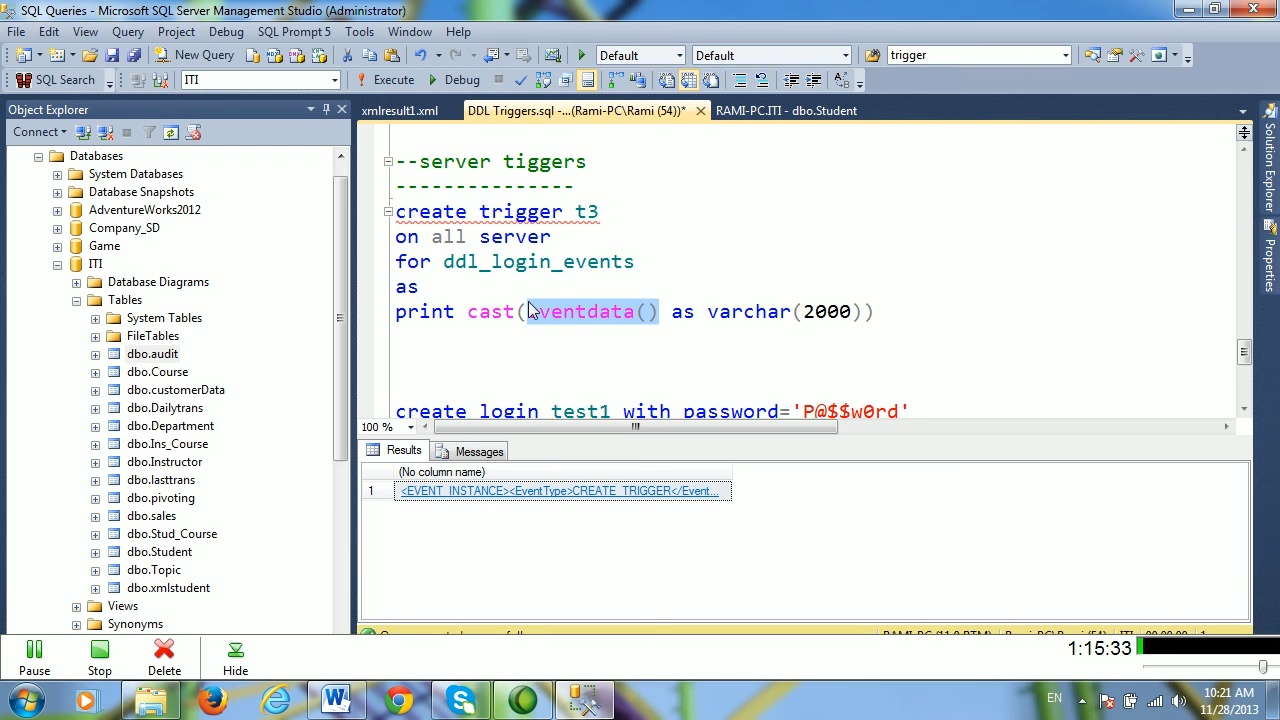 SQL Queries - Microsoft SQL Server Management Studio (Administrator)
File Edit View Query Project Debug SQL Prompt 5 Tools Window Help
New Query Default Default trigger
SQL Search ITI Execute Debug
Object Explorer
xmlresult1.xml DDL Triggers.sql -...(Rami-PC\Rami (54))* RAMI-PC.ITI - dbo.Student
Connect
Databases
System Databases
Database Snapshots
AdventureWorks2012
Company_SD
Game
ITI
Database Diagrams
Tables
System Tables
FileTables
dbo.audit
dbo.Course
dbo.customerData
dbo.Dailytrans
dbo.Department
dbo.Ins_Course
dbo.Instructor
dbo.lasttrans
dbo.pivoting
dbo.sales
dbo.Stud_Course
dbo.Student
dbo.Topic
dbo.xmlstudent
Views
Synonyms
--server tiggers
---------------
create trigger t3
on all server
for ddl_login_events
as
print cast(eventdata() as varchar(2000))
create login test1 with password='P@$$w0rd'
100 %
Results Messages
(No column name)
1 <EVENT_INSTANCE><EventType>CREATE_TRIGGER</Event...
Solution Explorer
Properties
Pause Stop Delete Hide
1:15:33
EN
10:21 AM
11/28/2013